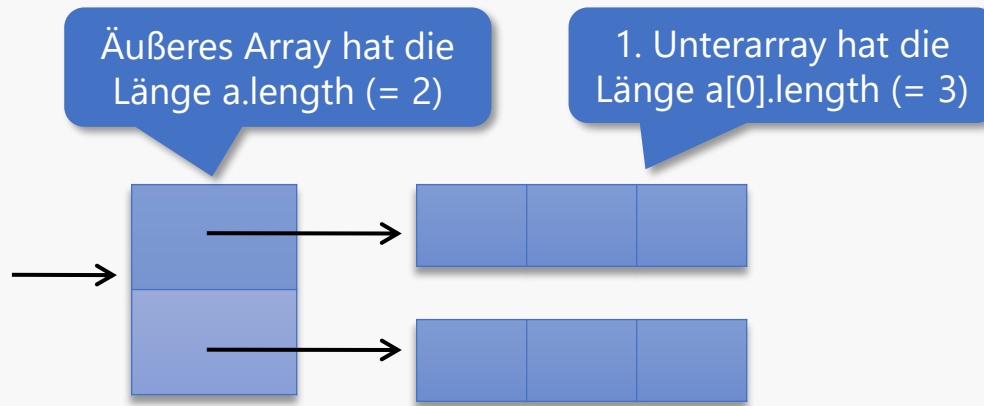 Äußeres Array hat die
Länge a.length (= 2)
1. Unterarray hat die
Länge a[0].length (= 3)